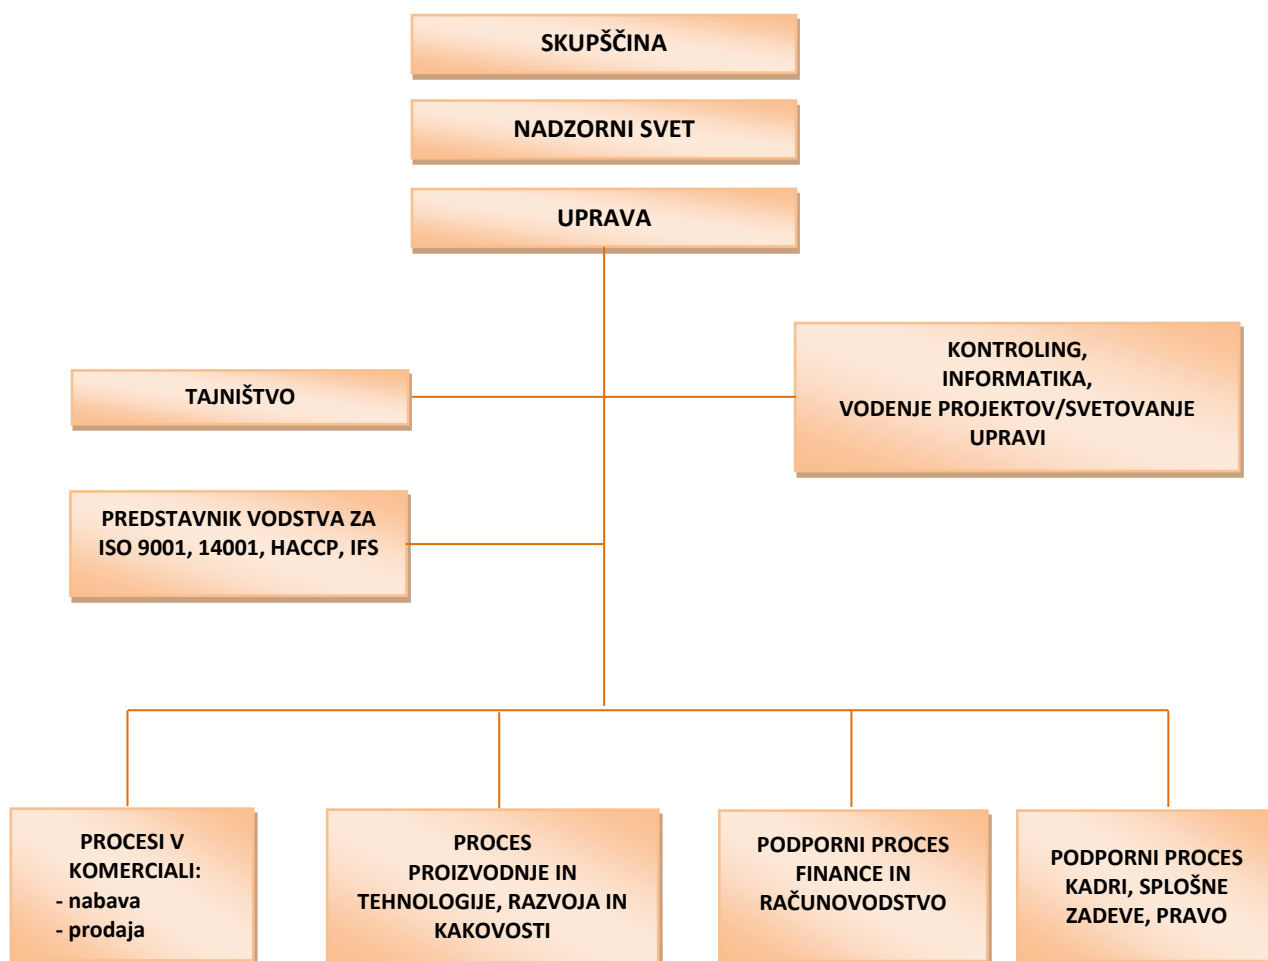 SKUPŠČINA
NADZORNI SVET
UPRAVA
KONTROLING,
INFORMATIKA,
VODENJE PROJEKTOV/SVETOVANJE
UPRAVI
TAJNIŠTVO
PREDSTAVNIK VODSTVA ZA
ISO 9001, 14001, HACCP, IFS
PROCESI V
KOMERCIALI:
- nabava
- prodaja
PROCES
PROIZVODNJE IN
TEHNOLOGIJE, RAZVOJA IN
KAKOVOSTI
PODPORNI PROCES
FINANCE IN
RAČUNOVODSTVO
PODPORNI PROCES
KADRI, SPLOŠNE
ZADEVE, PRAVO